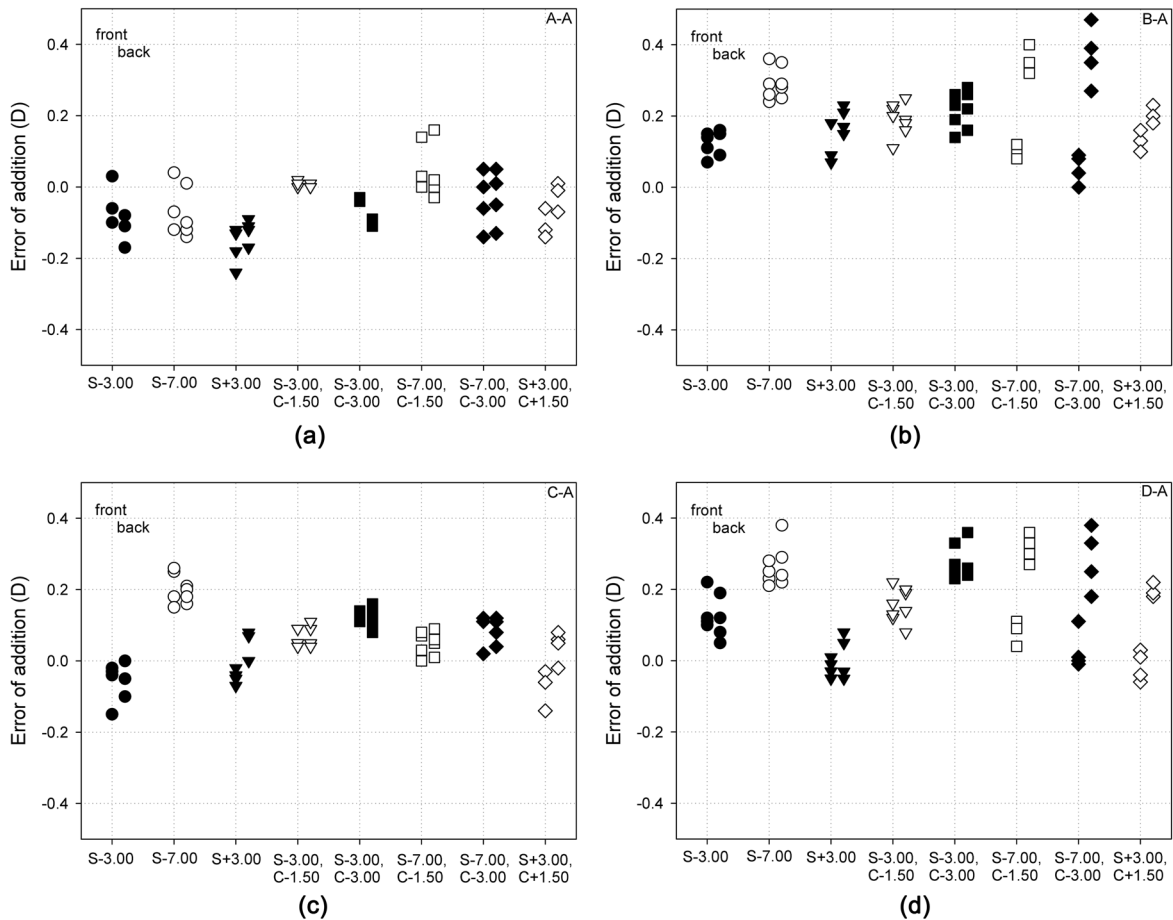 A-A
front
back
Error of addition (D)
0.4
0.2
0.0
-0.2
-0.4
S-3.00 S-7.00 S+3.00 S-3.00, S-3.00, S-7.00, S-7.00, S+3.00,
C-1.50 C-3.00 C-1.50 C-3.00 C+1.50
(a)
B-A
front
back
Error of addition (D)
0.4
0.2
0.0
-0.2
-0.4
S-3.00 S-7.00 S+3.00 S-3.00, S-3.00, S-7.00, S-7.00, S+3.00,
C-1.50 C-3.00 C-1.50 C-3.00 C+1.50
(b)
C-A
front
back
Error of addition (D)
0.4
0.2
0.0
-0.2
-0.4
S-3.00 S-7.00 S+3.00 S-3.00, S-3.00, S-7.00, S-7.00, S+3.00,
C-1.50 C-3.00 C-1.50 C-3.00 C+1.50
(c)
D-A
front
back
Error of addition (D)
0.4
0.2
0.0
-0.2
-0.4
S-3.00 S-7.00 S+3.00 S-3.00, S-3.00, S-7.00, S-7.00, S+3.00,
C-1.50 C-3.00 C-1.50 C-3.00 C+1.50
(d)